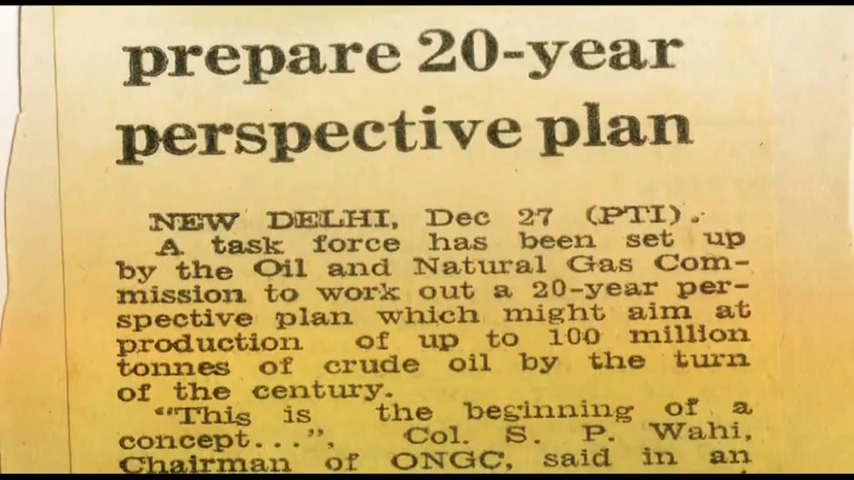 prepare 20-year
perspective plan
NEW DELHI, Dec 27 (PTI).
A task force has been set up
by the Oil and Natural Gas Com-
mission to work out a 20-year per-
spective plan which might aim at
production of up to 100 million
tonnes of crude oil by the turn
of the century.
“This is the beginning of a
concept...”, Col. S. P. Wahi,
Chairman of ONGC, said in an